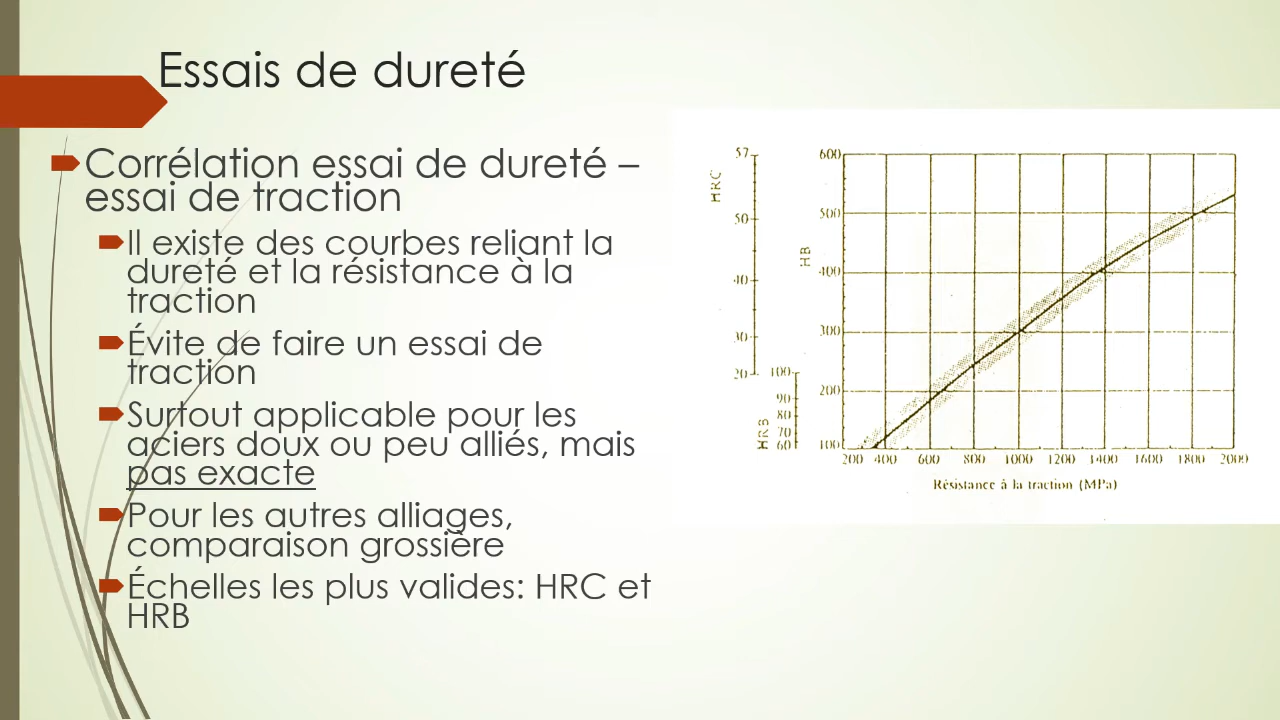 Essais de dureté
Corrélation essai de dureté –
essai de traction
Il existe des courbes reliant la
dureté et la résistance à la
traction
Évite de faire un essai de
traction
Surtout applicable pour les
aciers doux ou peu alliés, mais
pas exacte
Pour les autres alliages,
comparaison grossière
Échelles les plus valides: HRC et
HRB
HRC
57
50
40
30
20
HRB
100
90
80
70
60
HB
600
500
400
300
200
100
200 400 600 800 1000 1200 1400 1600 1800 2000
Résistance à la traction (MPa)